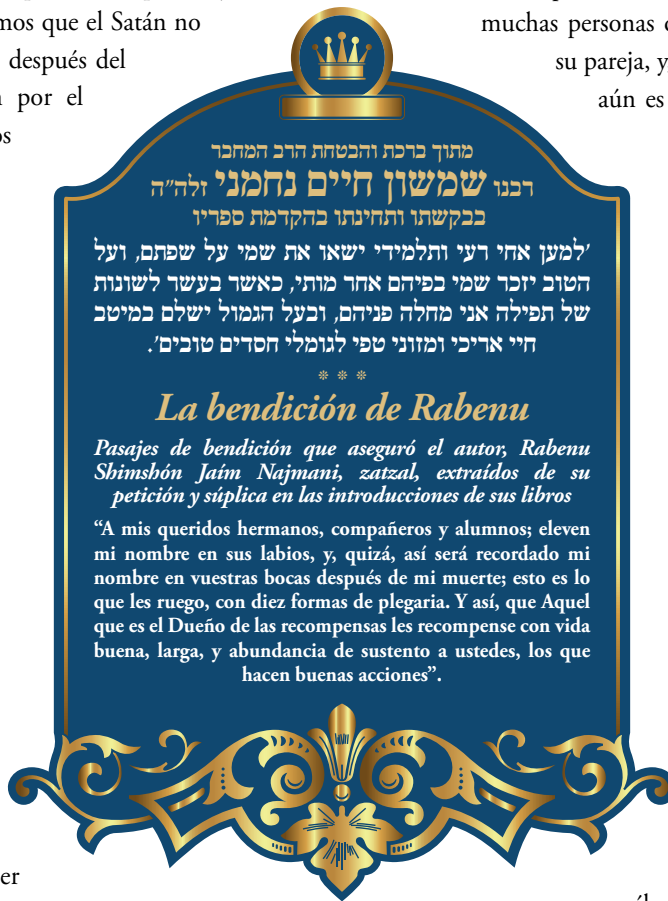 mos que el Satán no
después del
por el
muchas personas
su pareja, y
aún es
מתוך ברכת והבטחת הרב המחבר
רבנו שמשון חיים נחמני זלה״ה
בבקשתו ותחינתו בהקדמת ספריו
׳למען אחי רעי ותלמידי ישאו את שמי על שפתם, ועל
הטוב יזכר שמי בפיהם אחר מותי, כאשר בעשר לשונות
של תפילה אני מחלה פניהם, ובעל הגמול ישלם במיטב
חיי אריכי ומזוני טפי לגומלי חסדים טובים׳.
* * *
La bendición de Rabenu
Pasajes de bendición que aseguró el autor, Rabenu
Shimshón Jaím Najmani, zatzal, extraídos de su
petición y súplica en las introducciones de sus libros
“A mis queridos hermanos, compañeros y alumnos; eleven
mi nombre en sus labios, y, quizá, así será recordado mi
nombre en vuestras bocas después de mi muerte; esto es lo
que les ruego, con diez formas de plegaria. Y así, que Aquel
que es el Dueño de las recompensas les recompense con vida
buena, larga, y abundancia de sustento a ustedes, los que
hacen buenas acciones”.
er